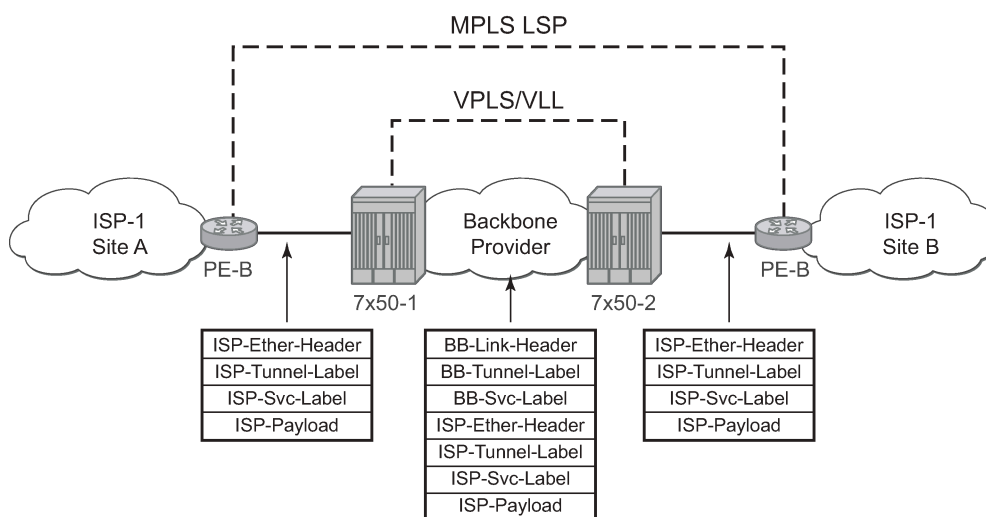 MPLS LSP
VPLS/VLL
ISP-1
Site A
PE-B
7x50-1
Backbone
Provider
7x50-2
PE-B
ISP-1
Site B
ISP-Ether-Header
ISP-Tunnel-Label
ISP-Svc-Label
ISP-Payload
BB-Link-Header
BB-Tunnel-Label
BB-Svc-Label
ISP-Ether-Header
ISP-Tunnel-Label
ISP-Svc-Label
ISP-Payload
ISP-Ether-Header
ISP-Tunnel-Label
ISP-Svc-Label
ISP-Payload